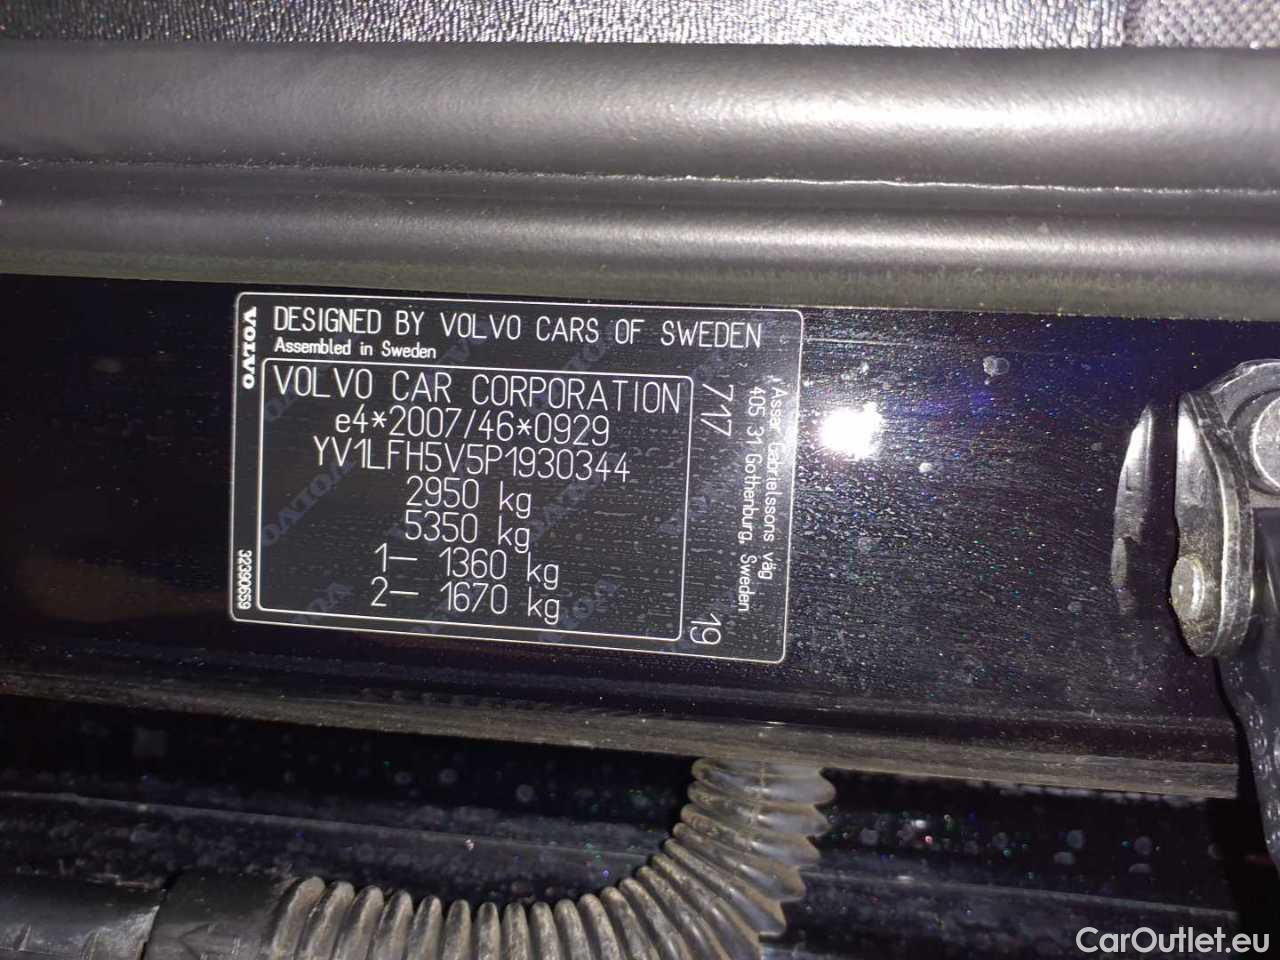 VOLVO
DESIGNED BY VOLVO CARS OF SWEDEN
Assembled in Sweden
VOLVO CAR CORPORATION
e4*2007/46*0929
YV1LFH5V5P1930344
2950 kg
5350 kg
1– 1360 kg
2– 1670 kg
32390659
717
19
Assar Gabrielssons väg
405 31 Gothenburg, Sweden
CarOutlet.eu